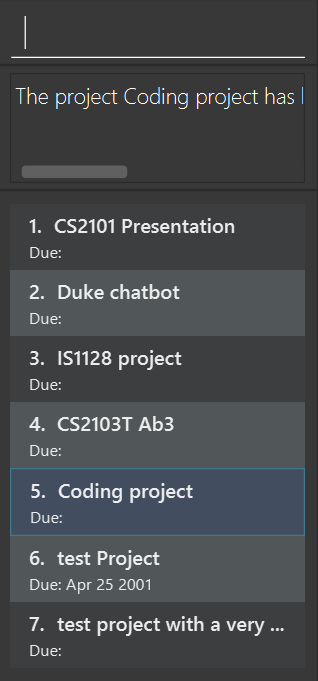 The project Coding project has
1. CS2101 Presentation
Due:
2. Duke chatbot
Due:
3. IS1128 project
Due:
4. CS2103T Ab3
Due:
5. Coding project
Due:
6. test Project
Due: Apr 25 2001
7. test project with a very ...
Due: